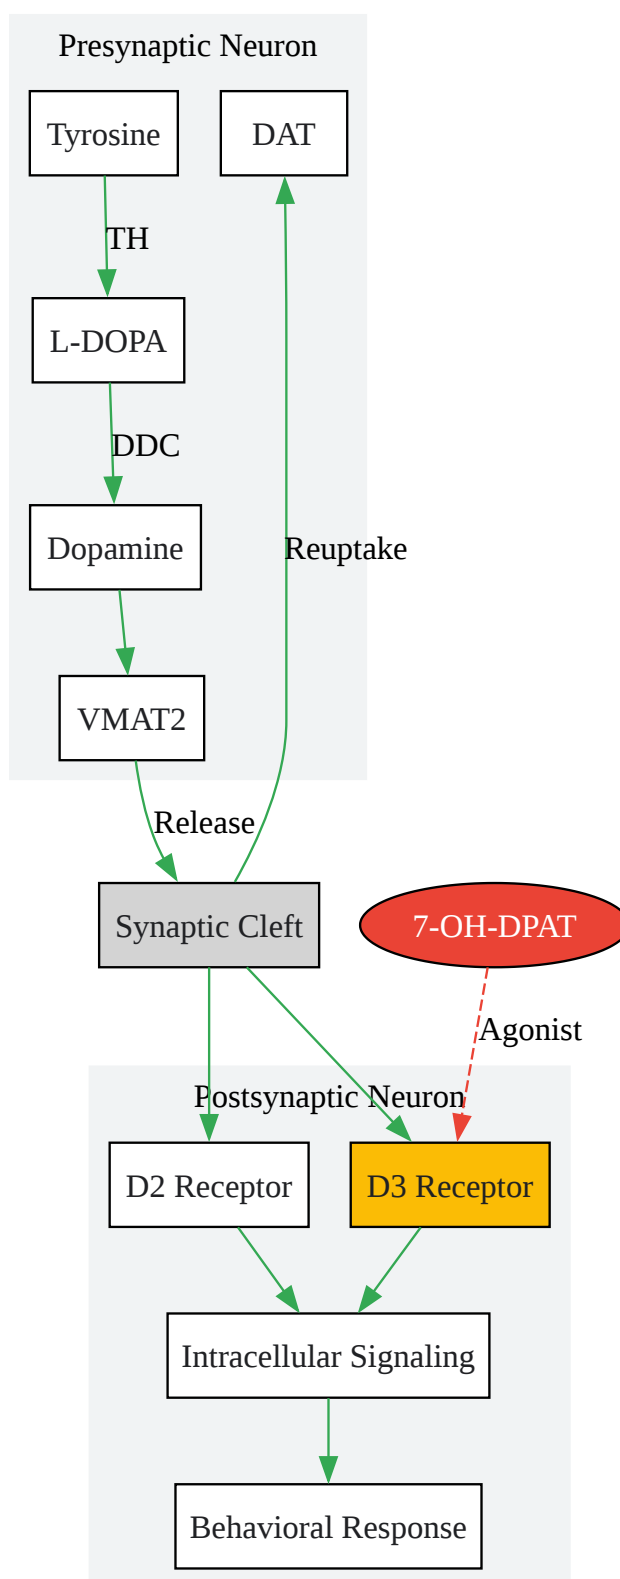 Presynaptic Neuron
Tyrosine
DAT
TH
L-DOPA
DDC
Dopamine
Reuptake
VMAT2
Release
Synaptic Cleft
7-OH-DPAT
Agonist
Postsynaptic Neuron
D2 Receptor
D3 Receptor
Intracellular Signaling
Behavioral Response